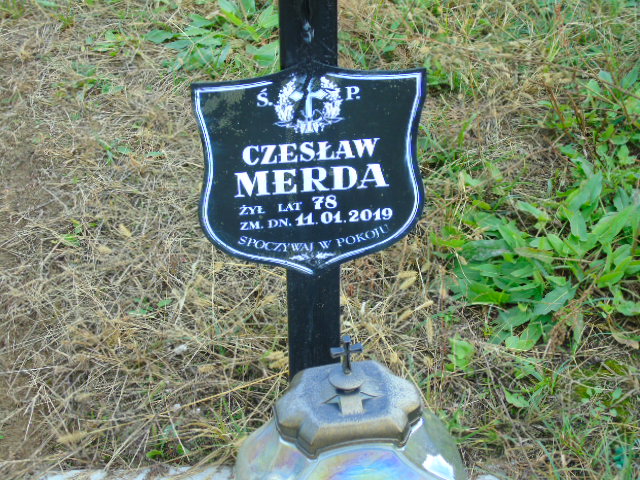 Ś. P.
CZESŁAW
MERDA
ŻYŁ LAT 78
ZM. DN. 11.01.2019
SPOCZYWAJ W POKOJU